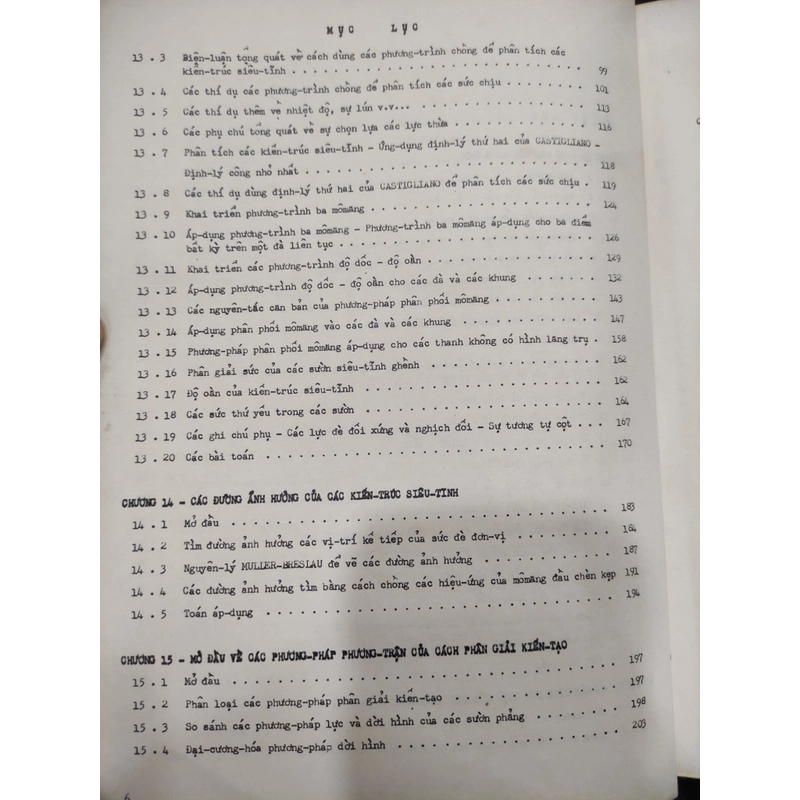 MỤC LỤC
13 . 3 Biện-luận tổng quát về cách dùng các phương-trình chồng để phân tích các
kiến-trúc siêu-tĩnh . . . . . . . . . . . . . . . . . . . . . . . . . . . . 99
13 . 4 Các thí dụ các phương-trình chồng để phân tích các sức chịu . . . . . . . 101
13 . 5 Các thí dụ thêm về nhiệt độ, sự lún v.v... . . . . . . . . . . . . . . . 113
13 . 6 Các phụ chú tổng quát về sự chọn lựa các lực thừa . . . . . . . . . . . . 116
13 . 7 Phân tích các kiến-trúc siêu-tĩnh - Ứng-dụng định-lý thứ hai của CASTIGLIANO -
Định-lý công nhỏ nhất . . . . . . . . . . . . . . . . . . . . . . . . . . . 118
13 . 8 Các thí dụ dùng định-lý thứ hai của CASTIGLIANO để phân tích các sức chịu . 119
13 . 9 Khai triển phương-trình ba mômăng . . . . . . . . . . . . . . . . . . . . 124
13 . 10 Áp-dụng phương-trình ba mômăng - Phương-trình ba mômăng áp-dụng cho ba điểm
bất kỳ trên một đà liên tục . . . . . . . . . . . . . . . . . . . . . . . . 126
13 . 11 Khai triển các phương-trình độ dốc - độ oằn . . . . . . . . . . . . . . . 129
13 . 12 Áp-dụng phương-trình độ dốc - độ oằn cho các đà và các khung . . . . . . . 132
13 . 13 Các nguyên-tắc căn bản của phương-pháp phân phối mômăng . . . . . . . . . 143
13 . 14 Áp-dụng phân phối mômăng vào các đà và các khung . . . . . . . . . . . . . 147
13 . 15 Phương-pháp phân phối mômăng áp-dụng cho các thanh không có hình lăng trụ . 158
13 . 16 Phân giải sức của các sườn siêu-tĩnh ghềnh . . . . . . . . . . . . . . . 162
13 . 17 Độ oằn của kiến-trúc siêu-tĩnh . . . . . . . . . . . . . . . . . . . . . 162
13 . 18 Các sức thứ yếu trong các sườn . . . . . . . . . . . . . . . . . . . . . 164
13 . 19 Các ghi chú phụ - Các lực đè đối xứng và nghịch đối - Sự tương tự cột . . . 167
13 . 20 Các bài toán . . . . . . . . . . . . . . . . . . . . . . . . . . . . . . 170
CHƯƠNG 14 - CÁC ĐƯỜNG ẢNH HƯỞNG CỦA CÁC KIẾN-TRÚC SIÊU-TĨNH
14 . 1 Mở đầu . . . . . . . . . . . . . . . . . . . . . . . . . . . . . . . . . 183
14 . 2 Tìm đường ảnh hưởng các vị-trí kế tiếp của sức đè đơn-vị . . . . . . . . 184
14 . 3 Nguyên-lý MULLER-BRESLAU để vẽ các đường ảnh hưởng . . . . . . . . . . . 187
14 . 4 Các đường ảnh hưởng tìm bằng cách chồng các hiệu-ứng của mômăng đầu chèn kẹp 191
14 . 5 Toán áp-dụng . . . . . . . . . . . . . . . . . . . . . . . . . . . . . . 194
CHƯƠNG 15 - MỞ ĐẦU VỀ CÁC PHƯƠNG-PHÁP PHƯƠNG-TRẬN CỦA CÁCH PHÂN GIẢI KIẾN-TẠO
15 . 1 Mở đầu . . . . . . . . . . . . . . . . . . . . . . . . . . . . . . . . . 197
15 . 2 Phân loại các phương-pháp phân giải kiến-tạo . . . . . . . . . . . . . . 197
15 . 3 So sánh các phương-pháp lực và dời hình của các sườn phẳng . . . . . . . . 198
15 . 4 Đại-cương-hóa phương-pháp dời hình . . . . . . . . . . . . . . . . . . . 203
6